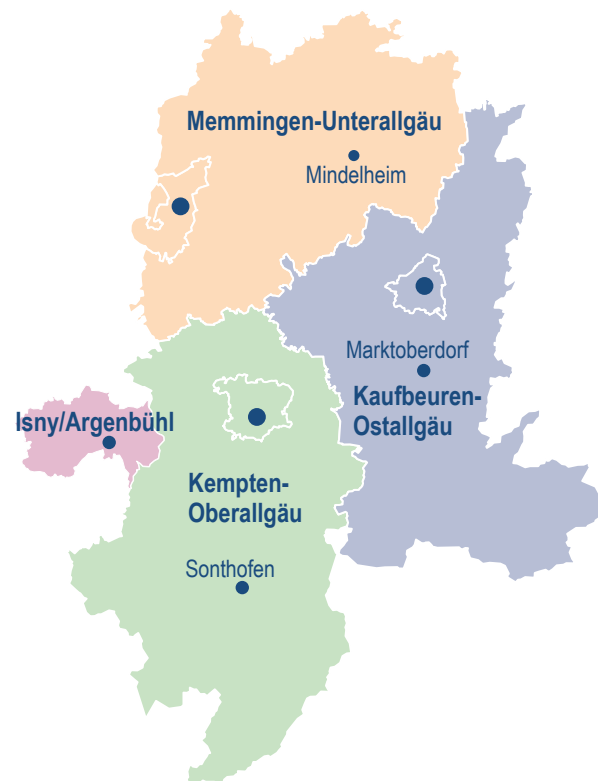 Memmingen-Unterallgäu
Mindelheim
Marktoberdorf
Kaufbeuren-
Ostallgäu
Isny/Argenbühl
Kempten-
Oberallgäu
Sonthofen